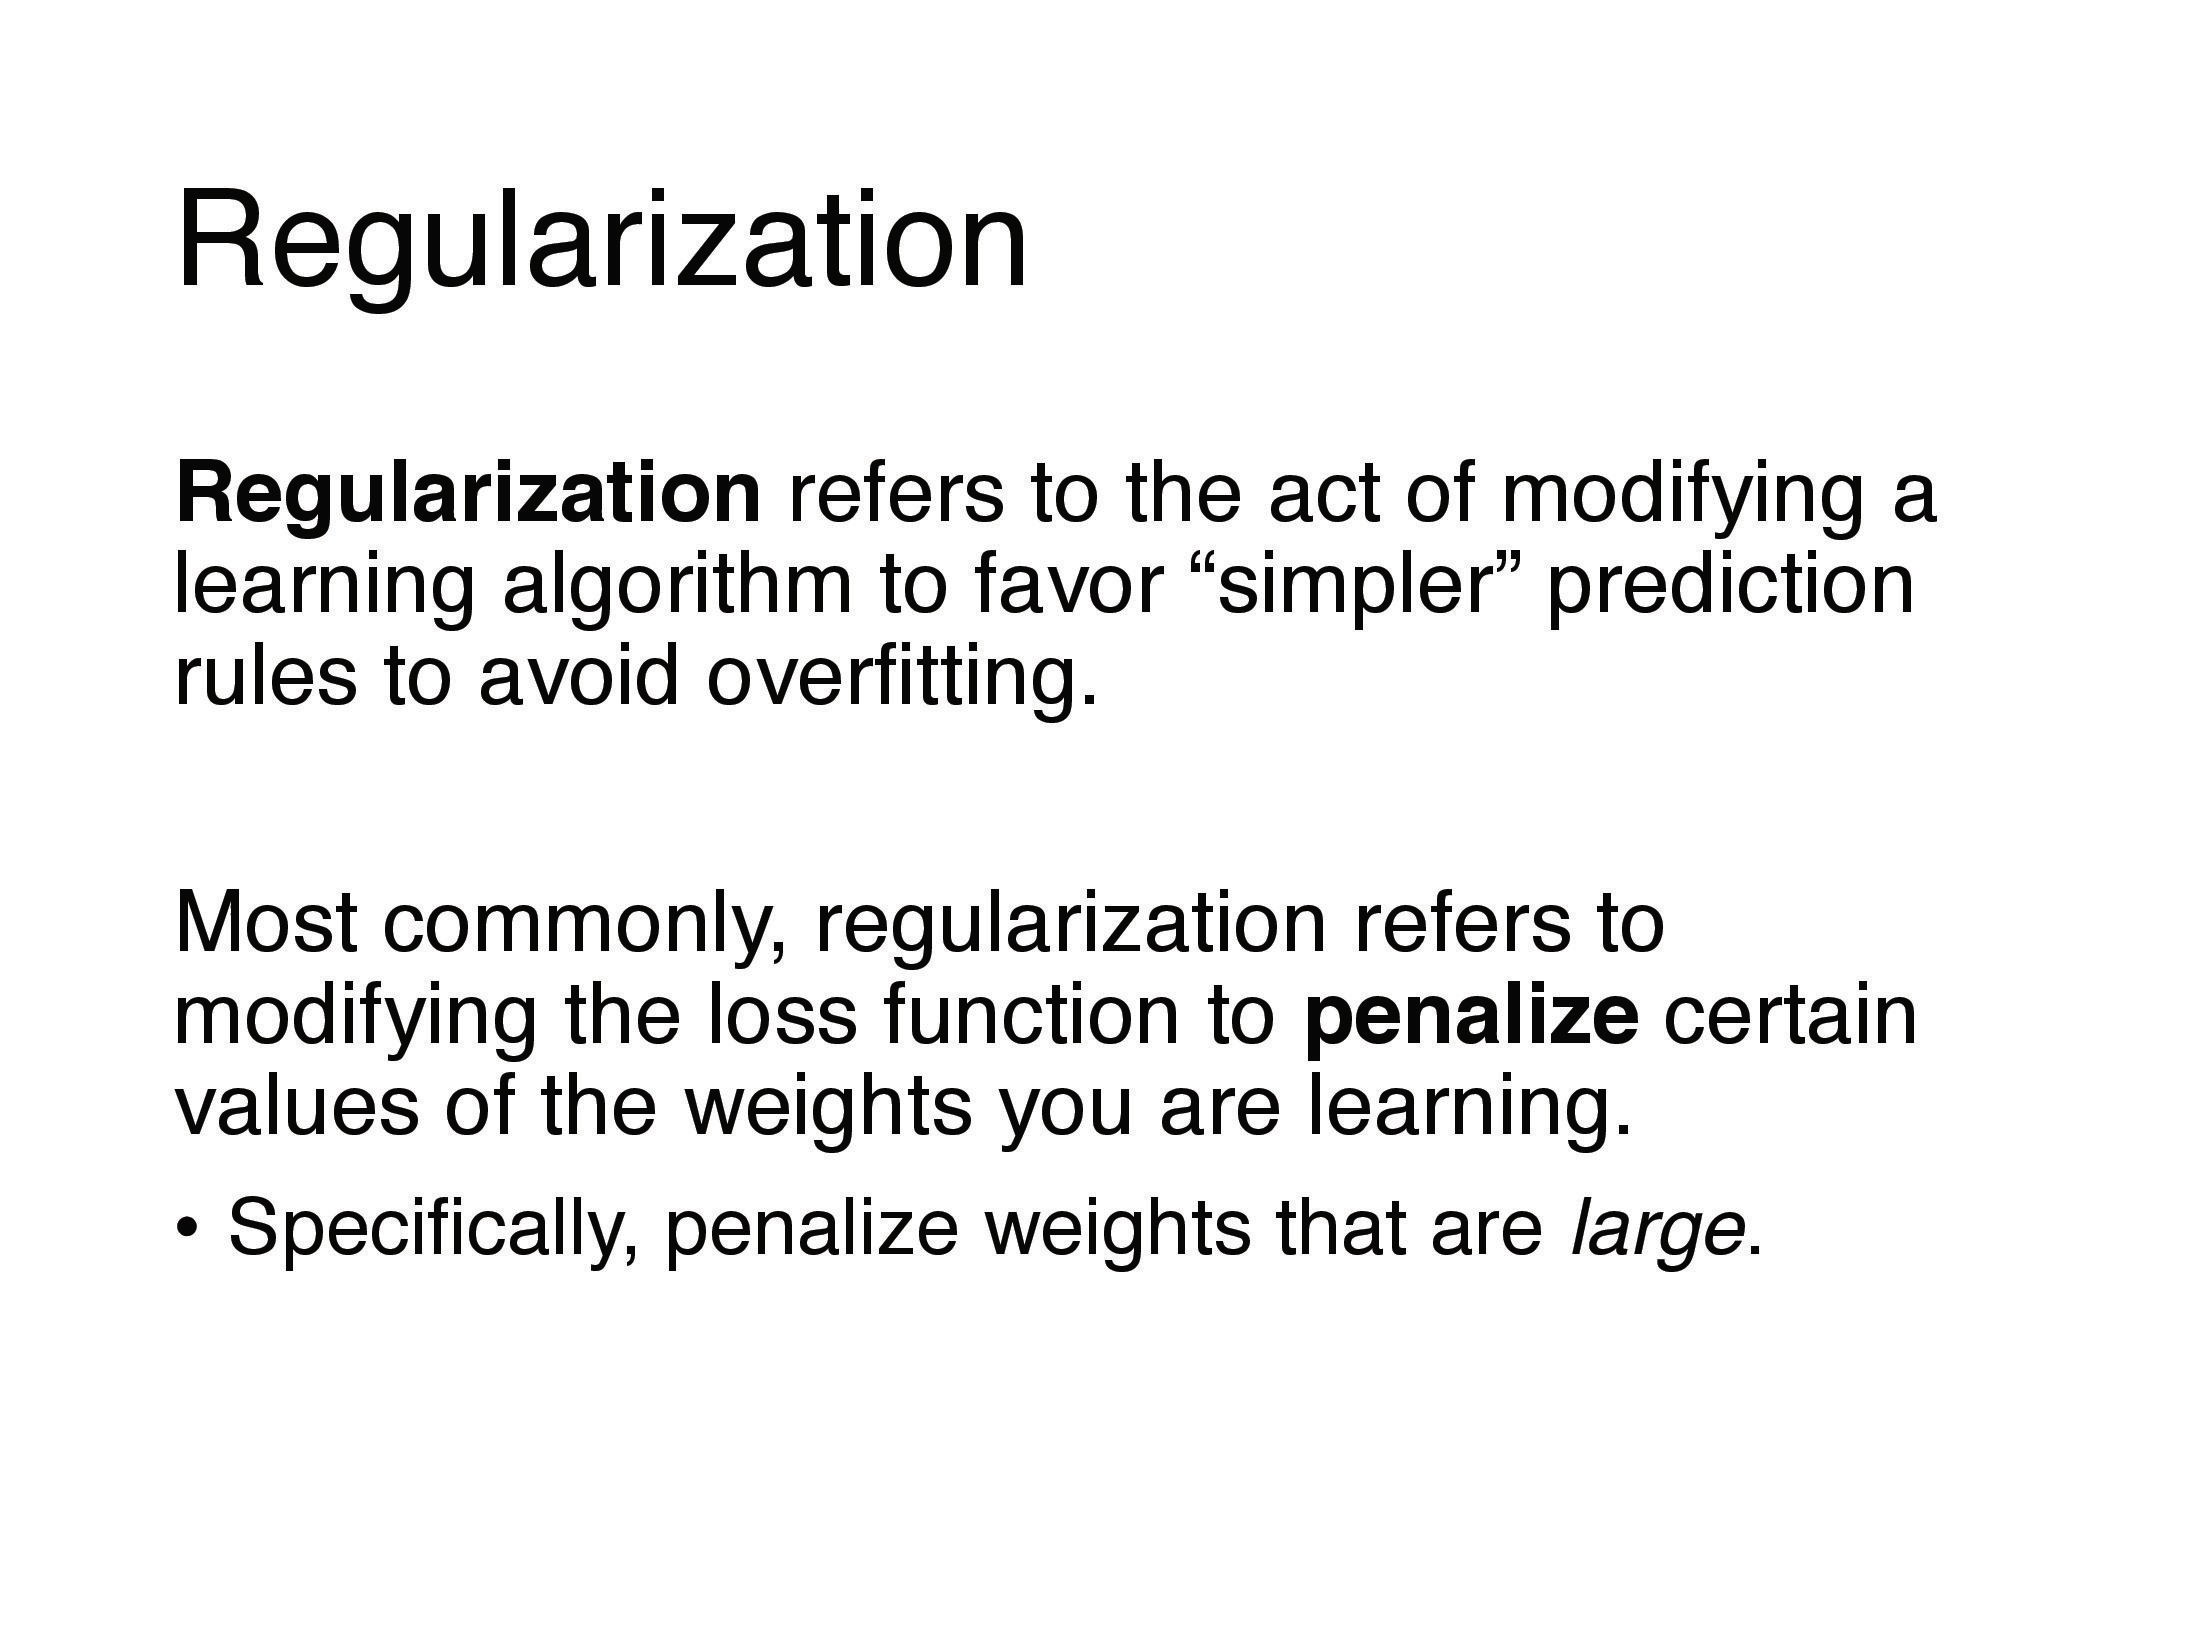 Regularization
Regularization refers to the act of modifying a
learning algorithm to favor “simpler” prediction
rules to avoid overfitting.
Most commonly, regularization refers to
modifying the loss function to penalize certain
values of the weights you are learning.
• Specifically, penalize weights that are large.